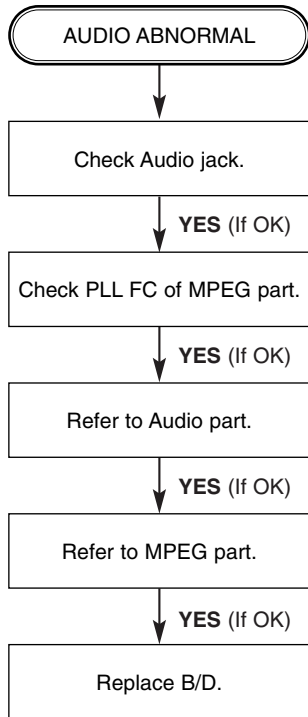 AUDIO ABNORMAL
Check Audio jack.
YES (If OK)
Check PLL FC of MPEG part.
YES (If OK)
Refer to Audio part.
YES (If OK)
Refer to MPEG part.
YES (If OK)
Replace B/D.